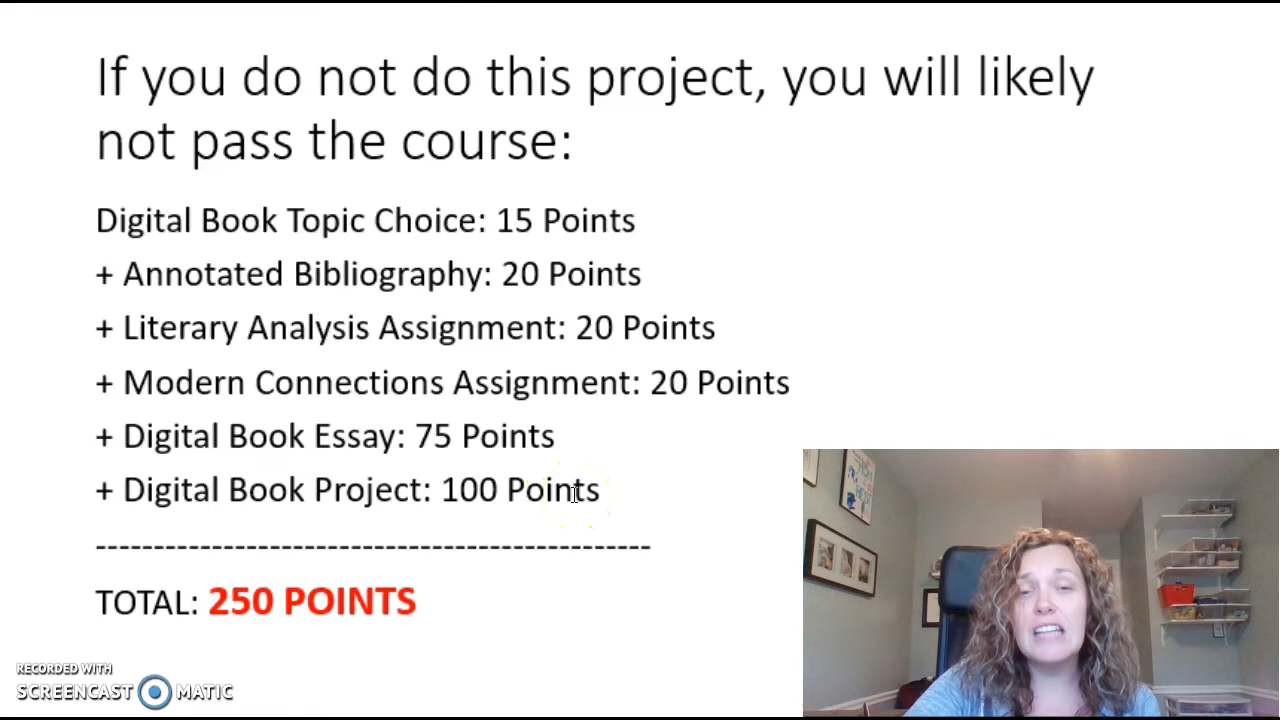 If you do not do this project, you will likely
not pass the course:
Digital Book Topic Choice: 15 Points
+ Annotated Bibliography: 20 Points
+ Literary Analysis Assignment: 20 Points
+ Modern Connections Assignment: 20 Points
+ Digital Book Essay: 75 Points
+ Digital Book Project: 100 Points
------------------------------------------------
TOTAL: 250 POINTS
RECORDED WITH
SCREENCAST MATIC